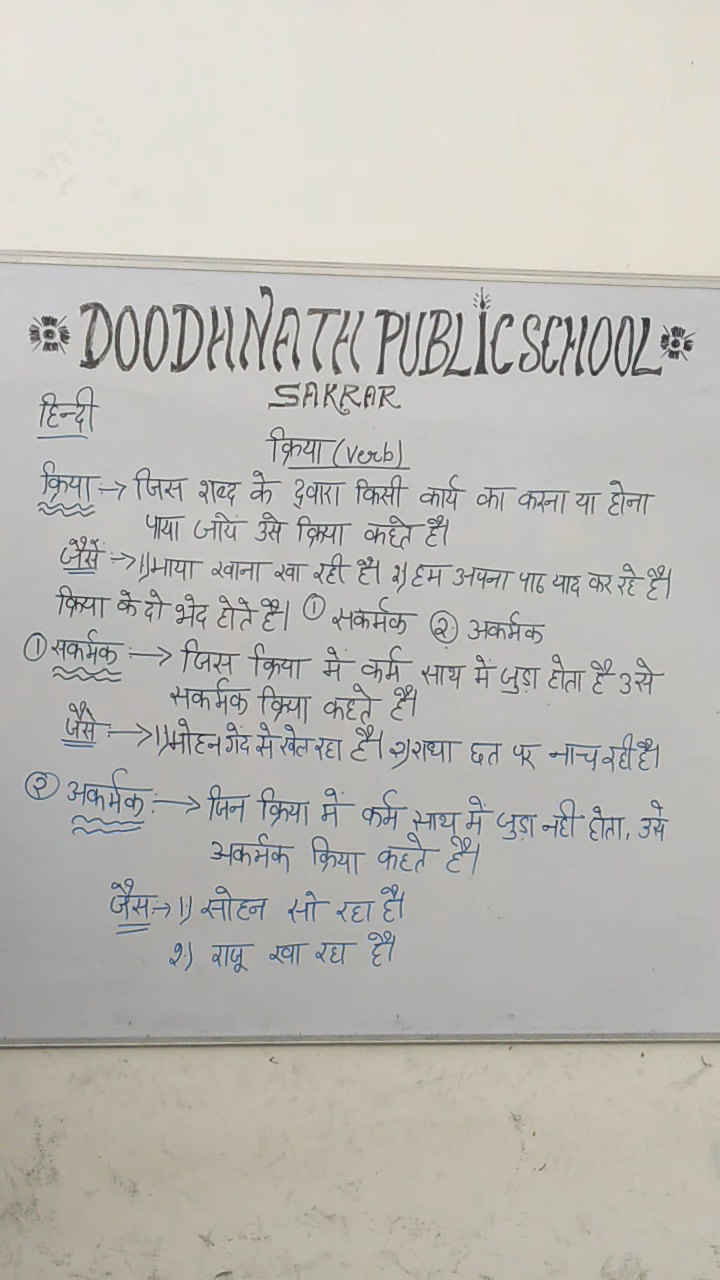 DOODHNATH PUBLIC SCHOOL
SAKRAR
हिन्दी
क्रिया (verb)
क्रिया → जिस शब्द के द्वारा किसी कार्य का करना या होना
पाया जायें उसे क्रिया कहते है।
जैसे → 1) माया खाना खा रही है। 2) हम अपना पाठ याद कर रहे है।
क्रिया के दो भेद होते है। ① सकर्मक ② अकर्मक
① सकर्मक :→ जिस क्रिया में कर्म साथ में जुड़ा होता है उसे
सकर्मक क्रिया कहते है।
जैसे → 1) मोहन गेंद से खेल रहा है। 2) राधा छत पर नाच रही है।
② अकर्मक :→ जिन क्रिया में कर्म साथ में जुड़ा नही होता, उसे
अकर्मक क्रिया कहते है।
जैस :→ 1) सोहन सो रहा है।
2.) राजू खा रहा है।